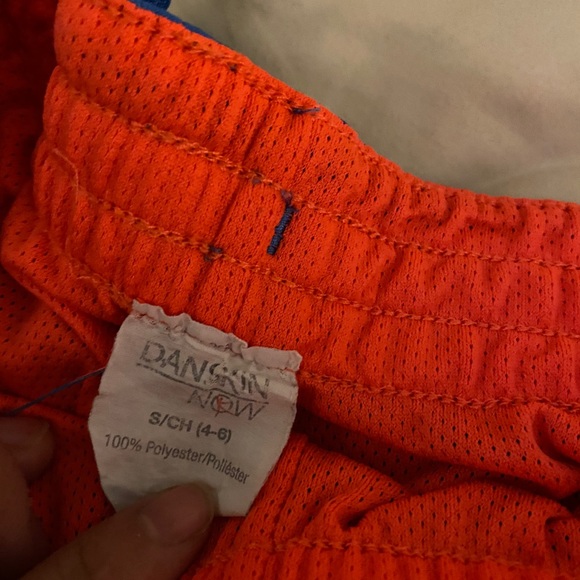 DANSKIN
NOW
S/CH (4-6)
100% Polyester/Poliéster